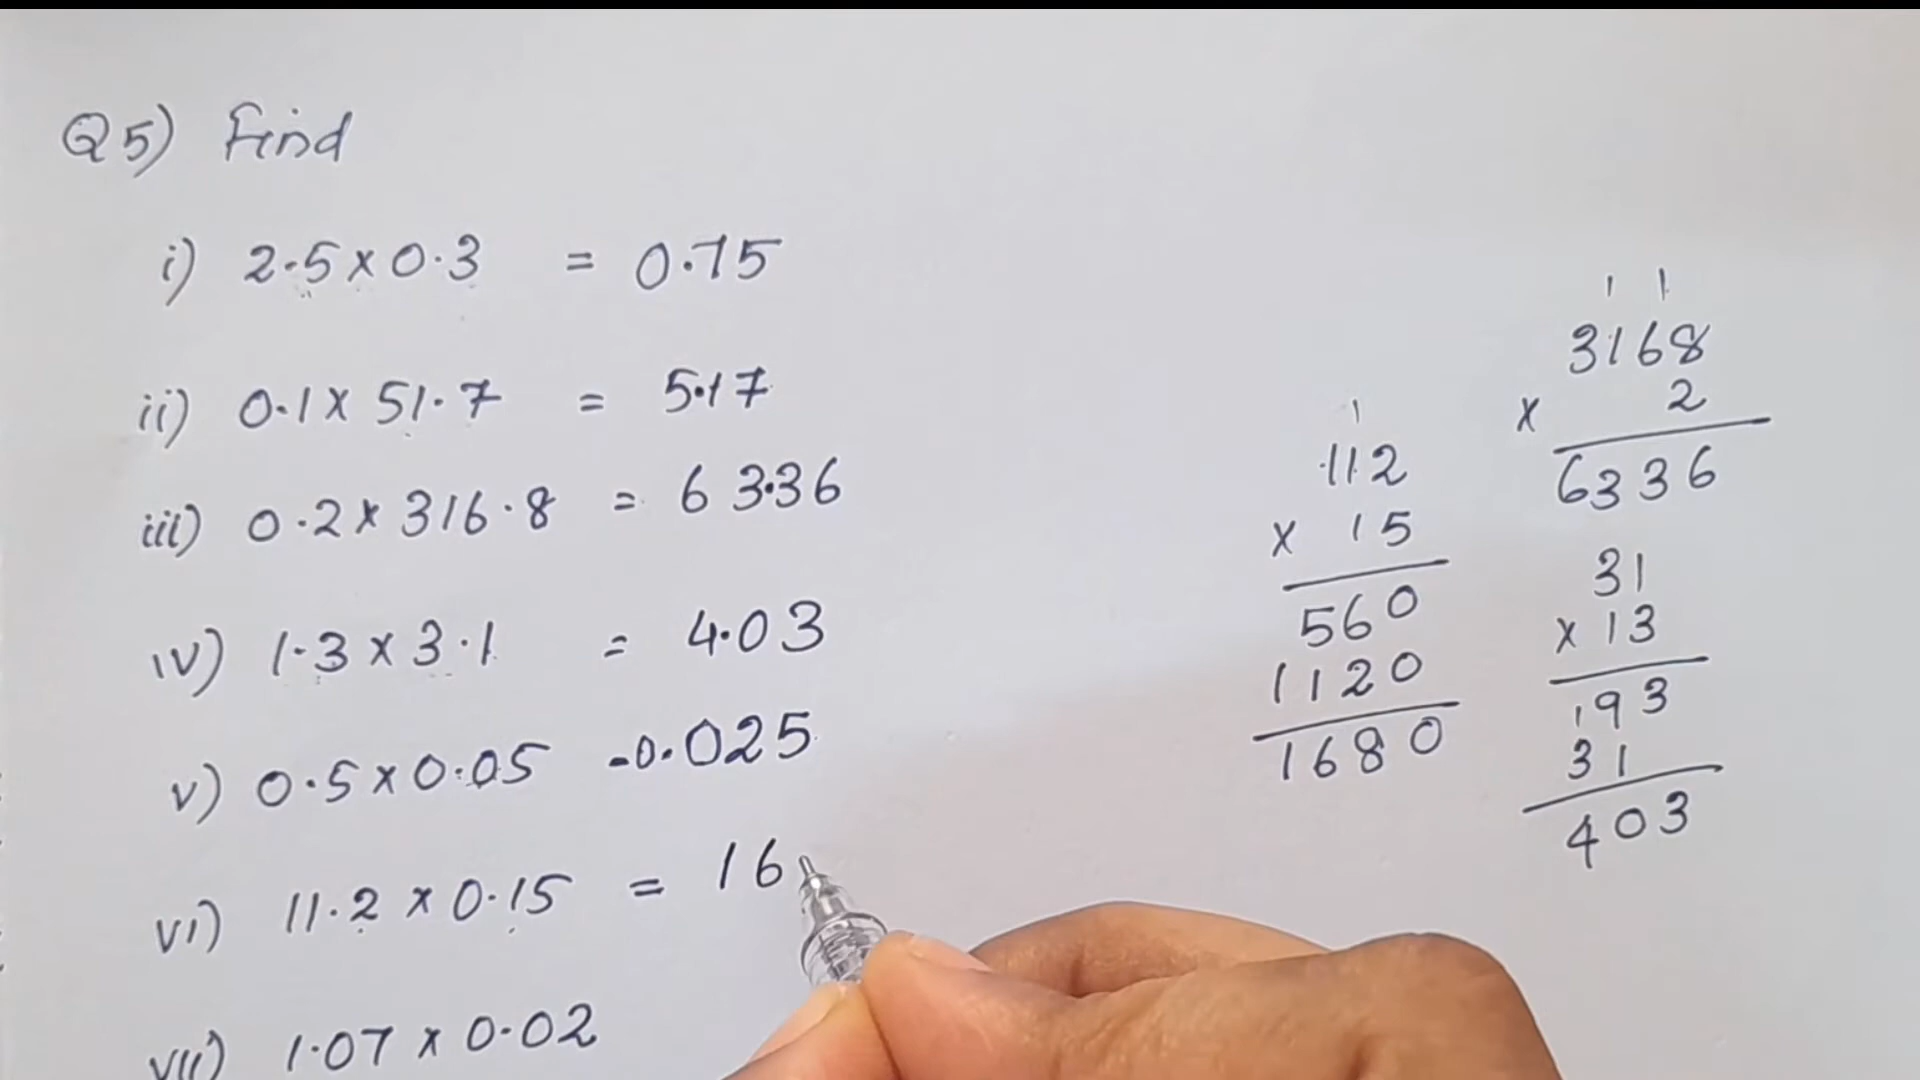 Q5) Find
i) 2.5 x 0.3 = 0.75
ii) 0.1 x 51.7 = 5.17
iii) 0.2 x 316.8 = 63.36
iv) 1.3 x 3.1 = 4.03
v) 0.5 x 0.05 -0.025
vi) 11.2 x 0.15 = 16
vii) 1.07 x 0.02
1
112
x 15
560
1120
1680
1 1
3168
x 2
6336
31
x 13
193
31
403